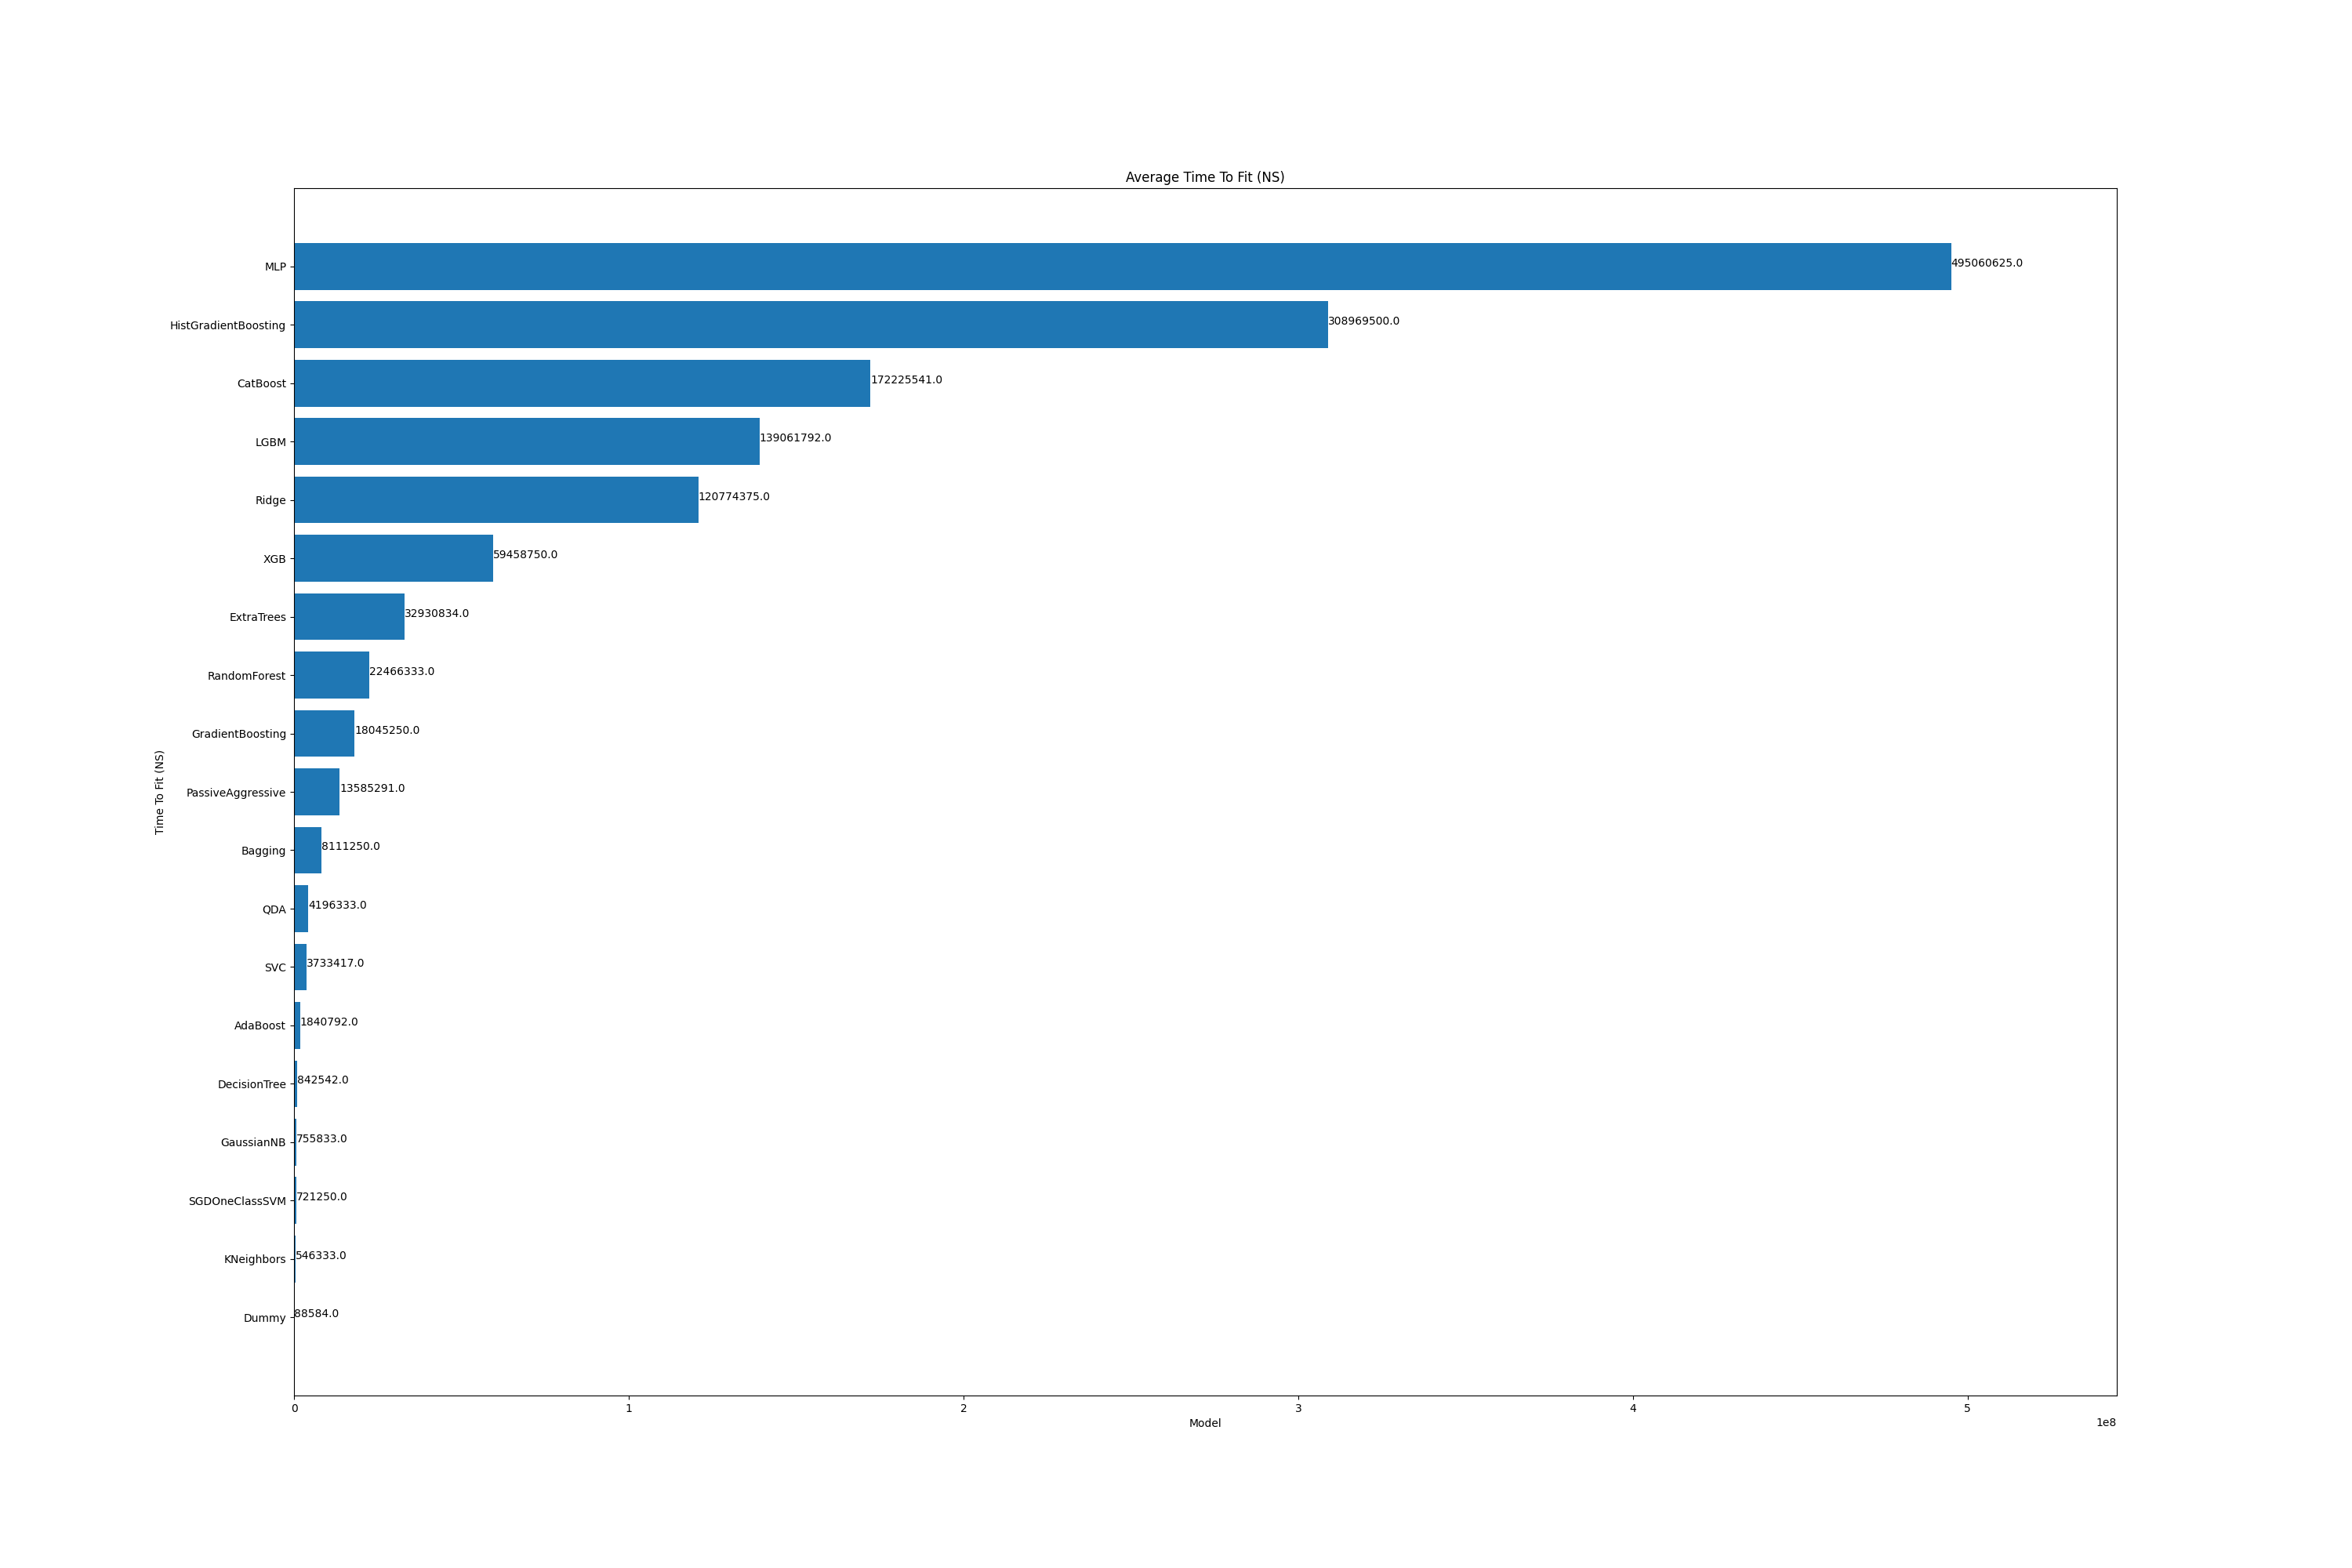 Average Time To Fit (NS)
MLP 495060625.0
HistGradientBoosting 308969500.0
CatBoost 172225541.0
LGBM 139061792.0
Ridge 120774375.0
XGB 59458750.0
ExtraTrees 32930834.0
RandomForest 22466333.0
GradientBoosting 18045250.0
PassiveAggressive 13585291.0
Bagging 8111250.0
QDA 4196333.0
SVC 3733417.0
AdaBoost 1840792.0
DecisionTree 842542.0
GaussianNB 755833.0
SGDOneClassSVM 721250.0
KNeighbors 546333.0
Dummy 88584.0
Time To Fit (NS)
0 1 2 3 4 5
Model
1e8